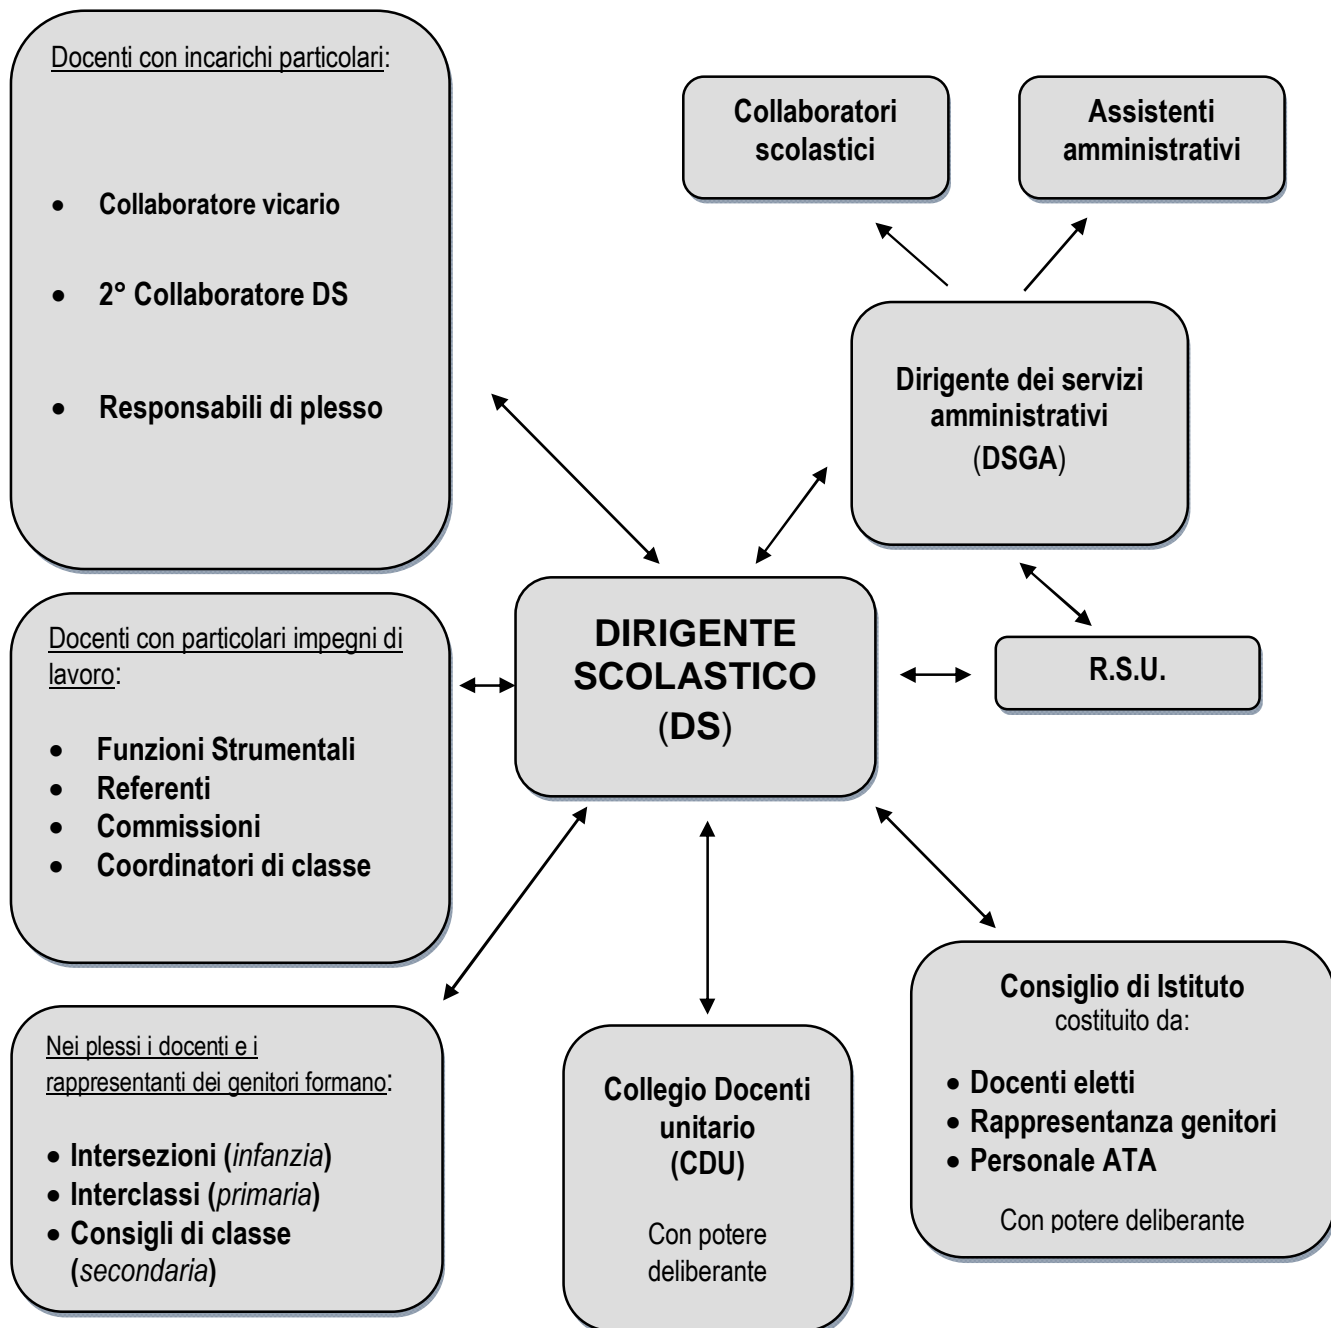 Docenti con incarichi particolari:
• Collaboratore vicario
• 2° Collaboratore DS
• Responsabili di plesso
Collaboratori
scolastici
Assistenti
amministrativi
Dirigente dei servizi
amministrativi
(DSGA)
Docenti con particolari impegni di
lavoro:
• Funzioni Strumentali
• Referenti
• Commissioni
• Coordinatori di classe
DIRIGENTE
SCOLASTICO
(DS)
R.S.U.
Nei plessi i docenti e i
rappresentanti dei genitori formano:
• Intersezioni (infanzia)
• Interclassi (primaria)
• Consigli di classe
(secondaria)
Collegio Docenti
unitario
(CDU)
Con potere
deliberante
Consiglio di Istituto
costituito da:
• Docenti eletti
• Rappresentanza genitori
• Personale ATA
Con potere deliberante